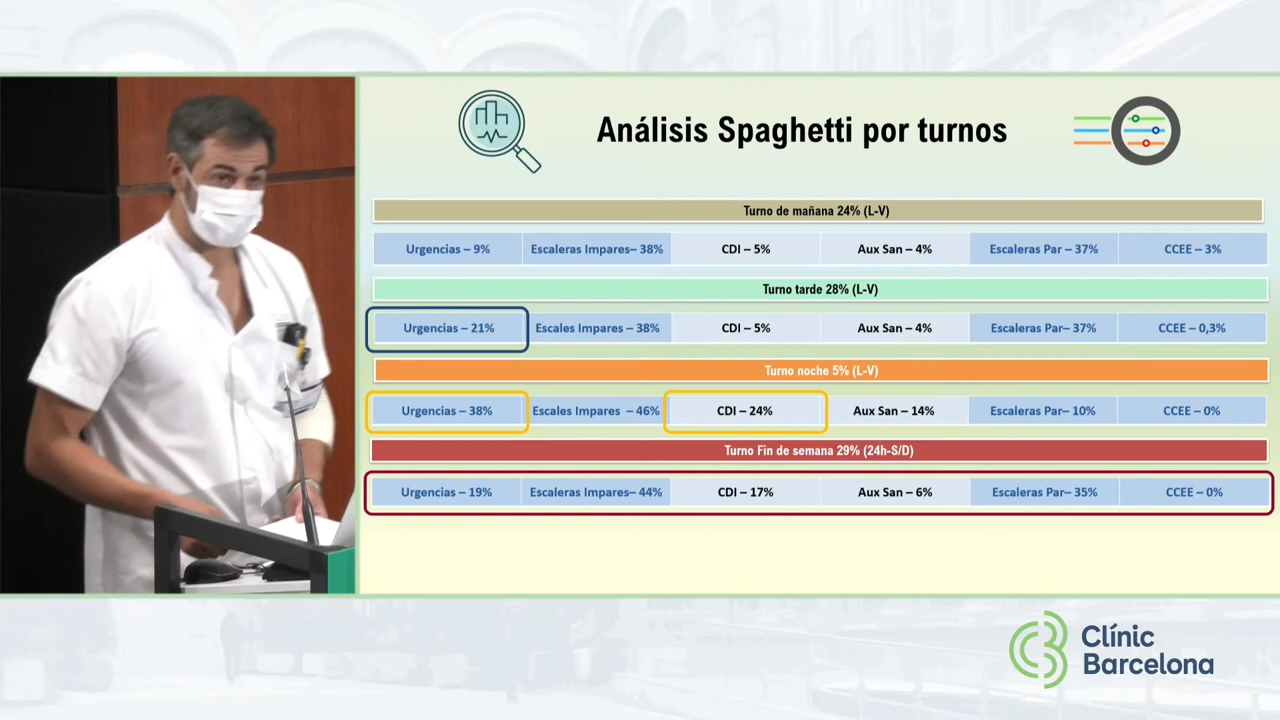 Análisis Spaghetti por turnos
Turno de mañana 24% (L-V)
Urgencias – 9%
Escaleras Impares– 38%
CDI – 5%
Aux San – 4%
Escaleras Par – 37%
CCEE – 3%
Turno tarde 28% (L-V)
Urgencias – 21%
Escales Impares – 38%
CDI – 5%
Aux San – 4%
Escaleras Par– 37%
CCEE – 0,3%
Turno noche 5% (L-V)
Urgencias – 38%
Escales Impares – 46%
CDI – 24%
Aux San – 14%
Escaleras Par– 10%
CCEE – 0%
Turno Fin de semana 29% (24h-S/D)
Urgencias – 19%
Escaleras Impares– 44%
CDI – 17%
Aux San – 6%
Escaleras Par– 35%
CCEE – 0%
Clínic
Barcelona